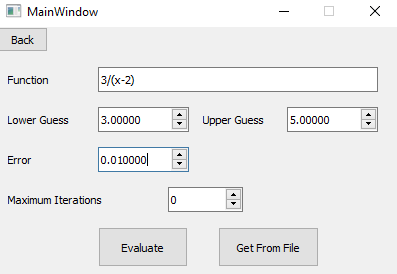 MainWindow
Back
Function 3/(x-2)
Lower Guess 3.00000 Upper Guess 5.00000
Error 0.010000
Maximum Iterations 0
Evaluate Get From File